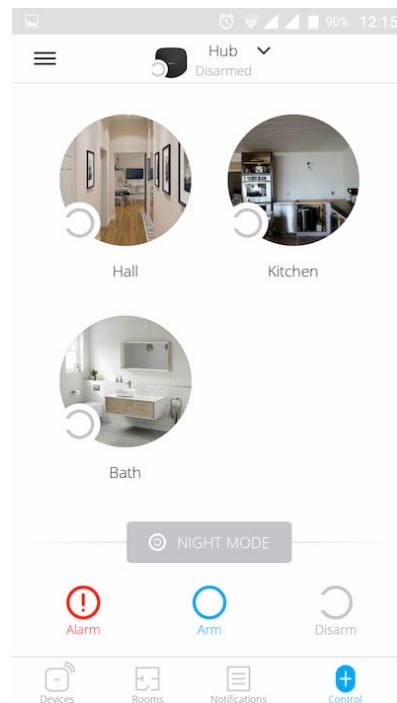 90% 12:15
Hub
Disarmed
Hall
Kitchen
Bath
NIGHT MODE
Alarm
Arm
Disarm
Devices
Rooms
Notifications
Control